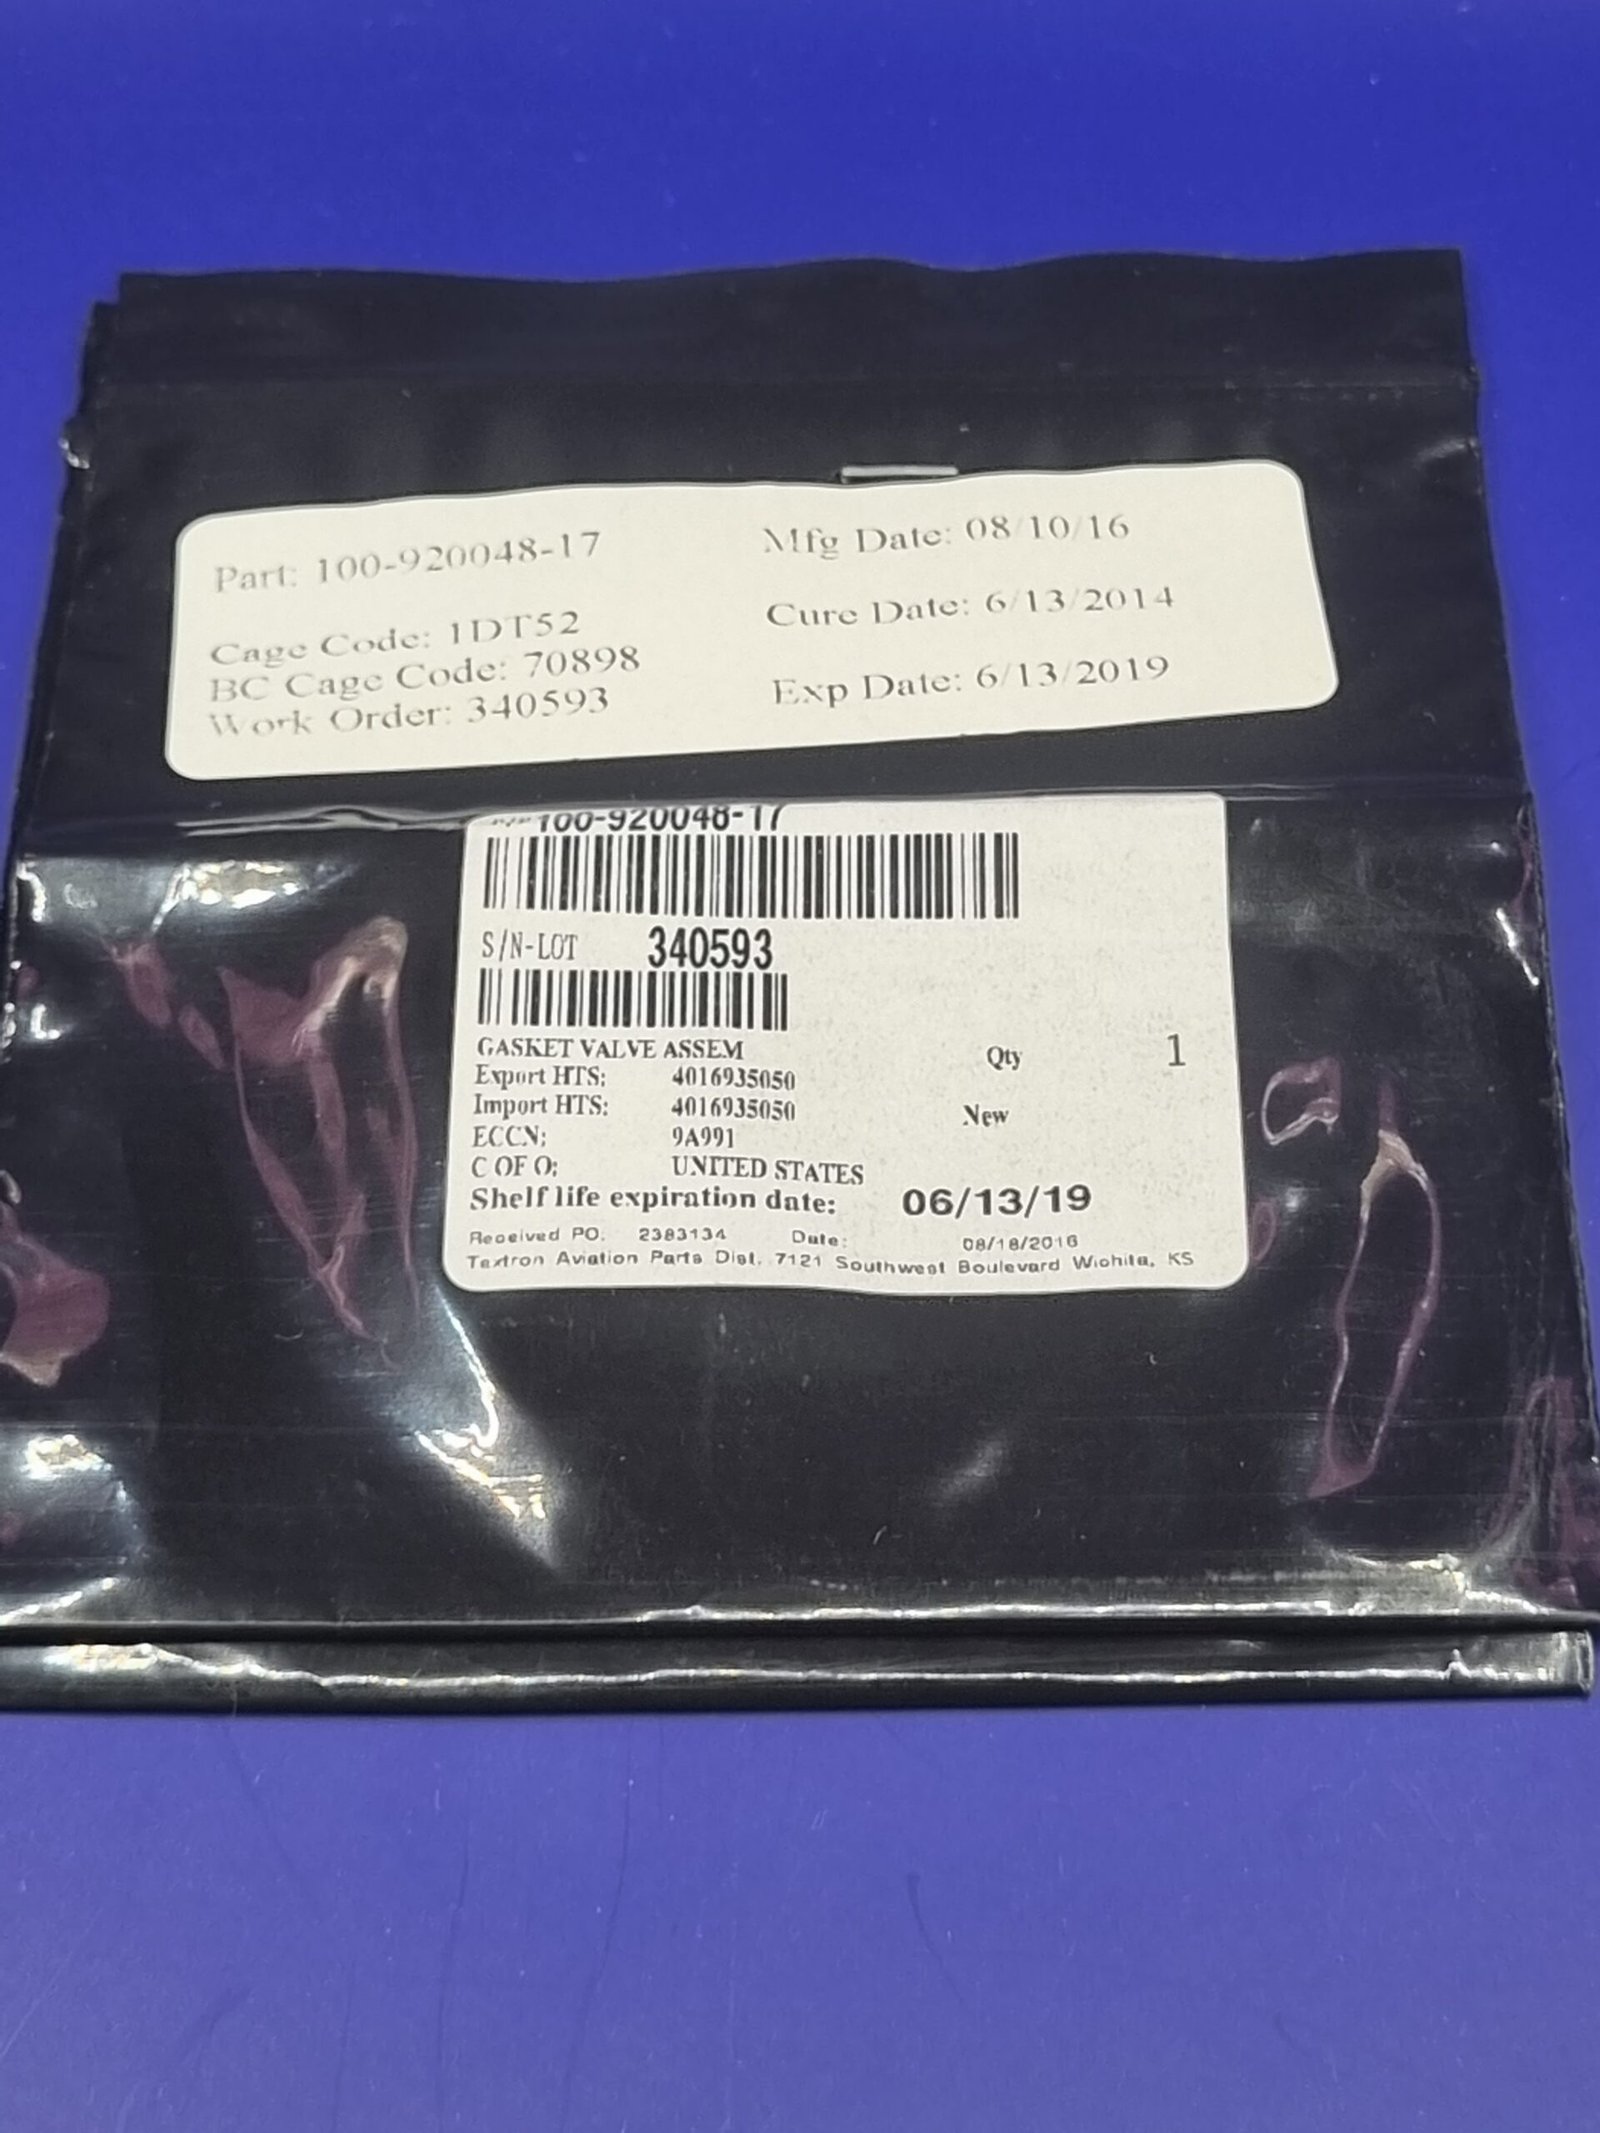 Part: 100-920048-17
Mfg Date: 08/10/16
Cage Code: 1DT52
Cure Date: 6/13/2014
BC Cage Code: 70898
Work Order: 340593
Exp Date: 6/13/2019
100-920048-17
S/N-LOT 340593
GASKET VALVE ASSEM
Qty 1
Export HTS: 4016935050
Import HTS: 4016935050
New
ECCN: 9A991
C OF O: UNITED STATES
Shelf life expiration date: 06/13/19
Received PO. 2383134 Date: 08/18/2016
Textron Aviation Parts Dist. 7121 Southwest Boulevard Wichita, KS